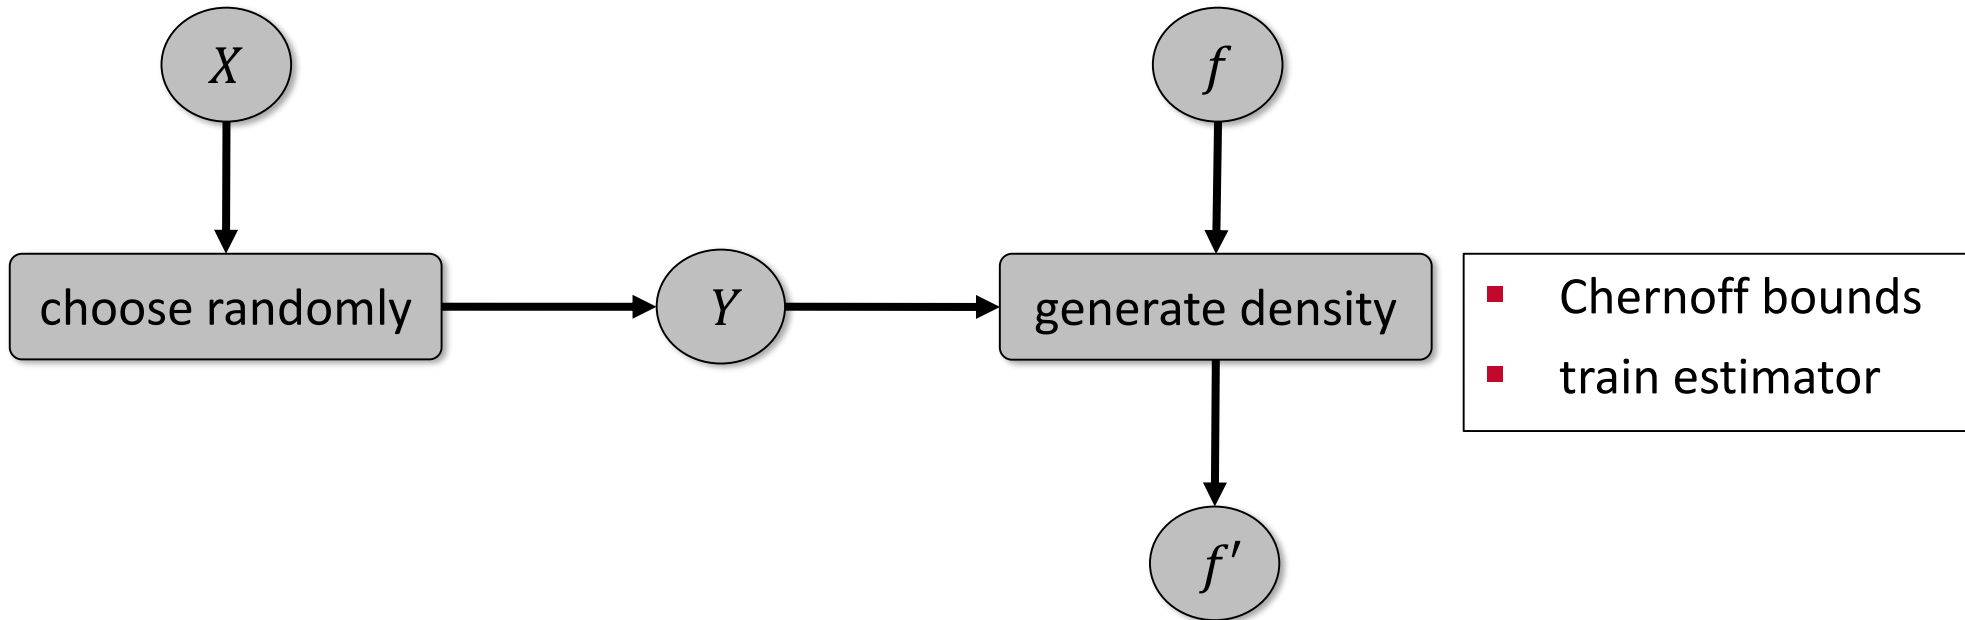 X
f
choose randomly
Y
generate density
▪ Chernoff bounds
▪ train estimator
f′